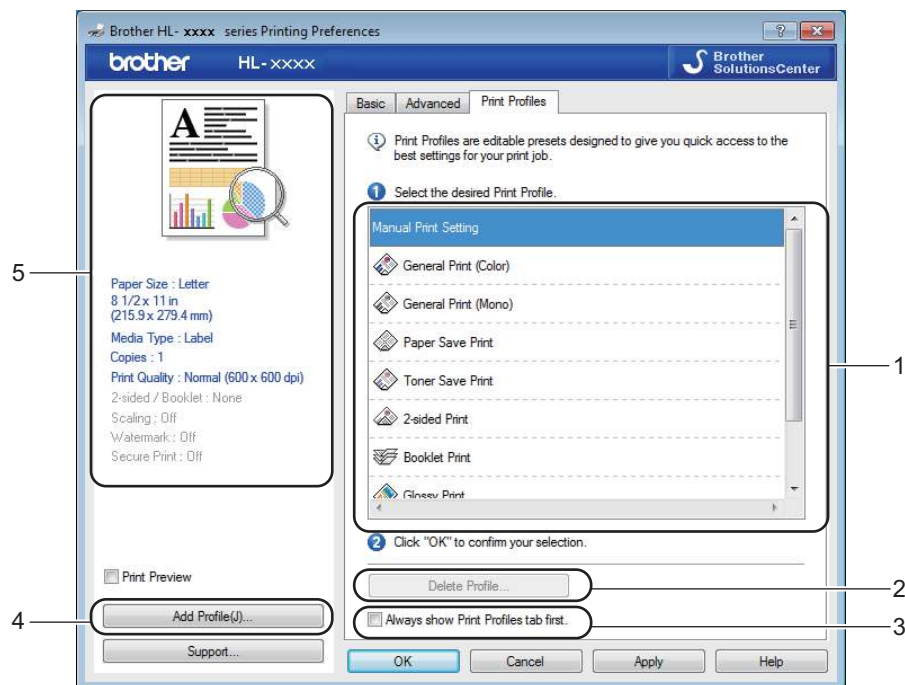 Brother HL- xxxx series Printing Preferences
brother HL-xxxx
Brother
SolutionsCenter
A
Paper Size : Letter
8 1/2 x 11 in
(215.9 x 279.4 mm)
Media Type : Label
Copies : 1
Print Quality : Normal (600 x 600 dpi)
2-sided / Booklet : None
Scaling : Off
Watermark : Off
Secure Print : Off
Print Preview
Add Profile(J)...
Support...
Basic Advanced Print Profiles
Print Profiles are editable presets designed to give you quick access to the
best settings for your print job.
1 Select the desired Print Profile.
Manual Print Setting
General Print (Color)
General Print (Mono)
Paper Save Print
Toner Save Print
2-sided Print
Booklet Print
Glossy Print
2 Click "OK" to confirm your selection.
Delete Profile...
Always show Print Profiles tab first.
OK Cancel Apply Help
5
4
1
2
3